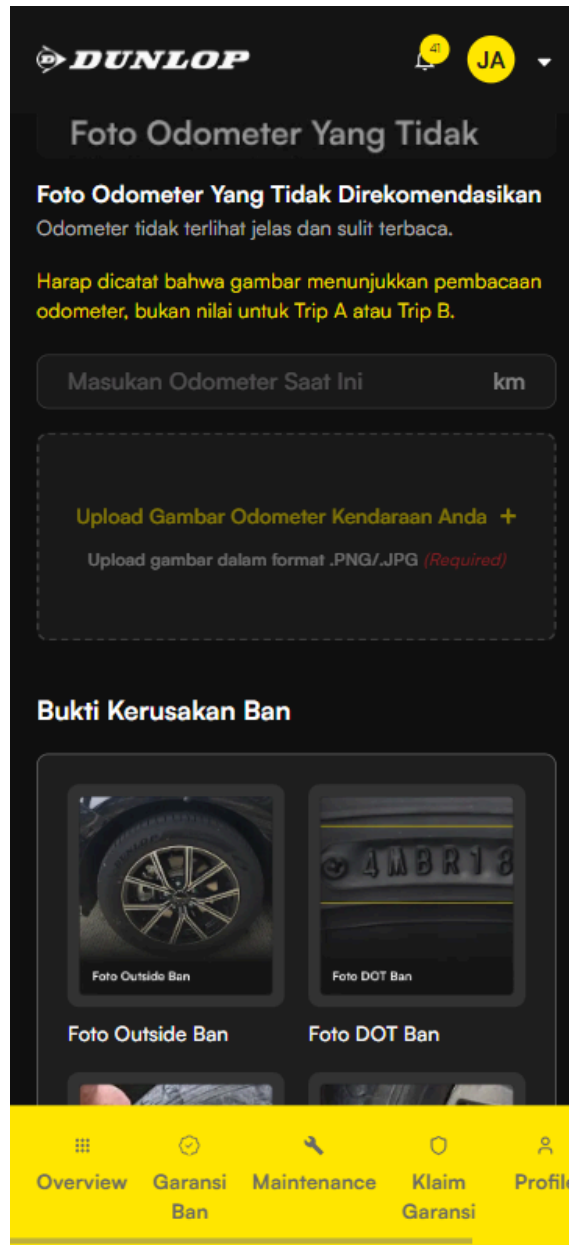 DUNLOP
41
JA
Foto Odometer Yang Tidak
Foto Odometer Yang Tidak Direkomendasikan
Odometer tidak terlihat jelas dan sulit terbaca.
Harap dicatat bahwa gambar menunjukkan pembacaan
odometer, bukan nilai untuk Trip A atau Trip B.
Masukan Odometer Saat Ini km
Upload Gambar Odometer Kendaraan Anda +
Upload gambar dalam format .PNG/.JPG (Required)
Bukti Kerusakan Ban
4MBR18
Foto Outside Ban
Foto DOT Ban
Foto Outside Ban
Foto DOT Ban
Overview
Garansi
Ban
Maintenance
Klaim
Garansi
Profile